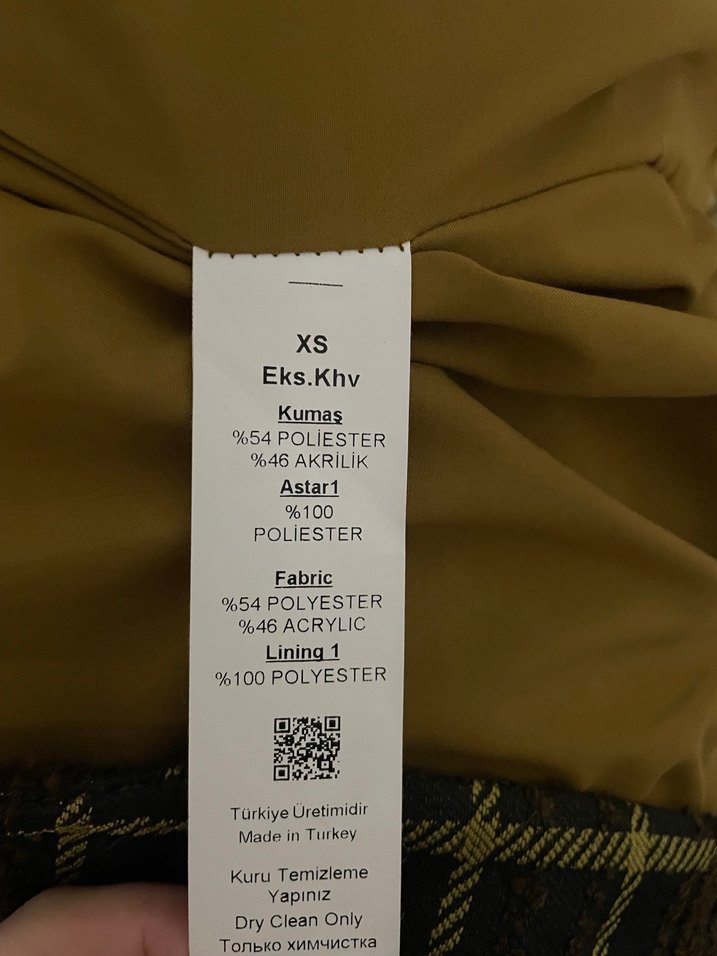 XS
Eks.Khv
Kumaş
%54 POLİESTER
%46 AKRİLİK
Astar1
%100
POLİESTER
Fabric
%54 POLYESTER
%46 ACRYLIC
Lining 1
%100 POLYESTER
Türkiye Üretimidir
Made in Turkey
Kuru Temizleme
Yapınız
Dry Clean Only
Только химчистка